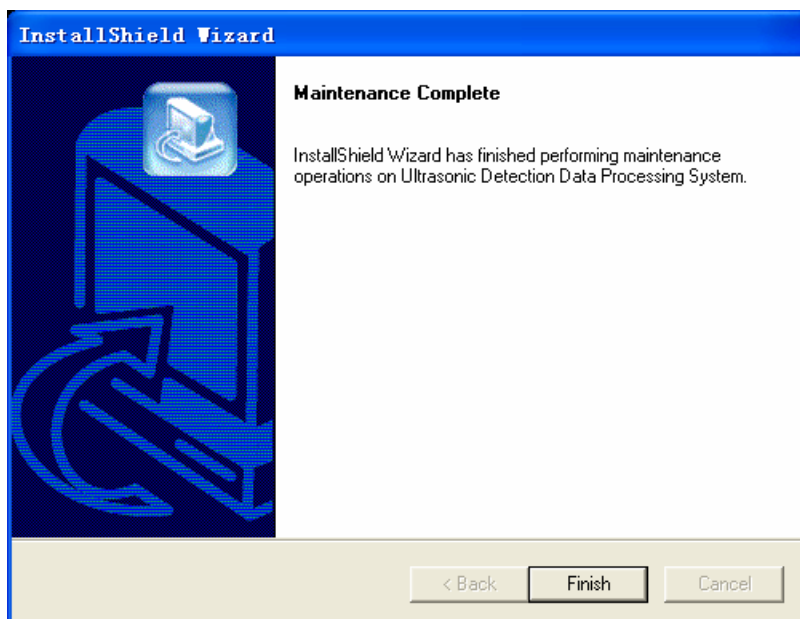 InstallShield Wizard
Maintenance Complete
InstallShield Wizard has finished performing maintenance
operations on Ultrasonic Detection Data Processing System.
< Back
Finish
Cancel